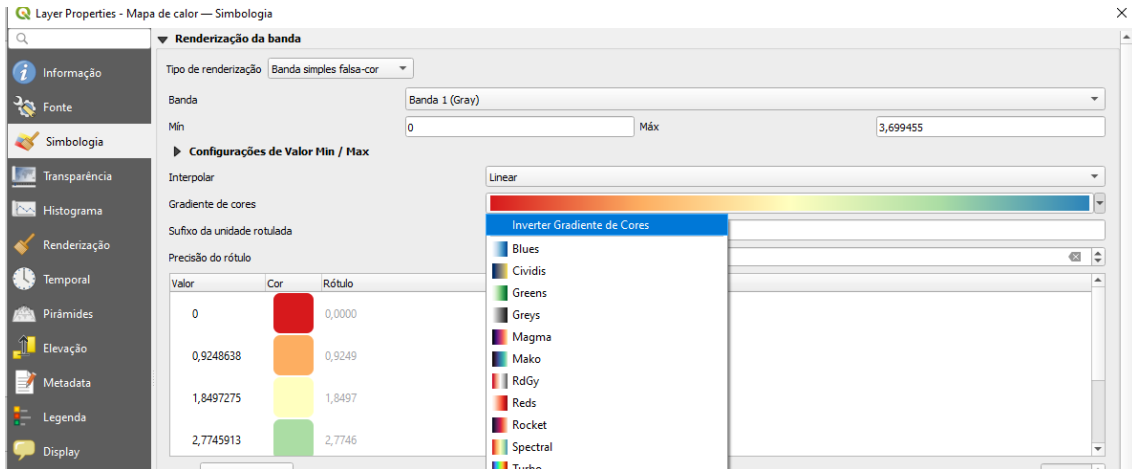 Layer Properties - Mapa de calor — Simbologia
Informação
Fonte
Simbologia
Transparência
Histograma
Renderização
Temporal
Pirâmides
Elevação
Metadata
Legenda
Display
Renderização da banda
Tipo de renderização Banda simples falsa-cor
Banda Banda 1 (Gray)
Mín 0 Máx 3,699455
Configurações de Valor Min / Max
Interpolar Linear
Gradiente de cores
Sufixo da unidade rotulada
Precisão do rótulo
Valor Cor Rótulo
0 0,0000
0,9248638 0,9249
1,8497275 1,8497
2,7745913 2,7746
Inverter Gradiente de Cores
Blues
Cividis
Greens
Greys
Magma
Mako
RdGy
Reds
Rocket
Spectral
Turbo